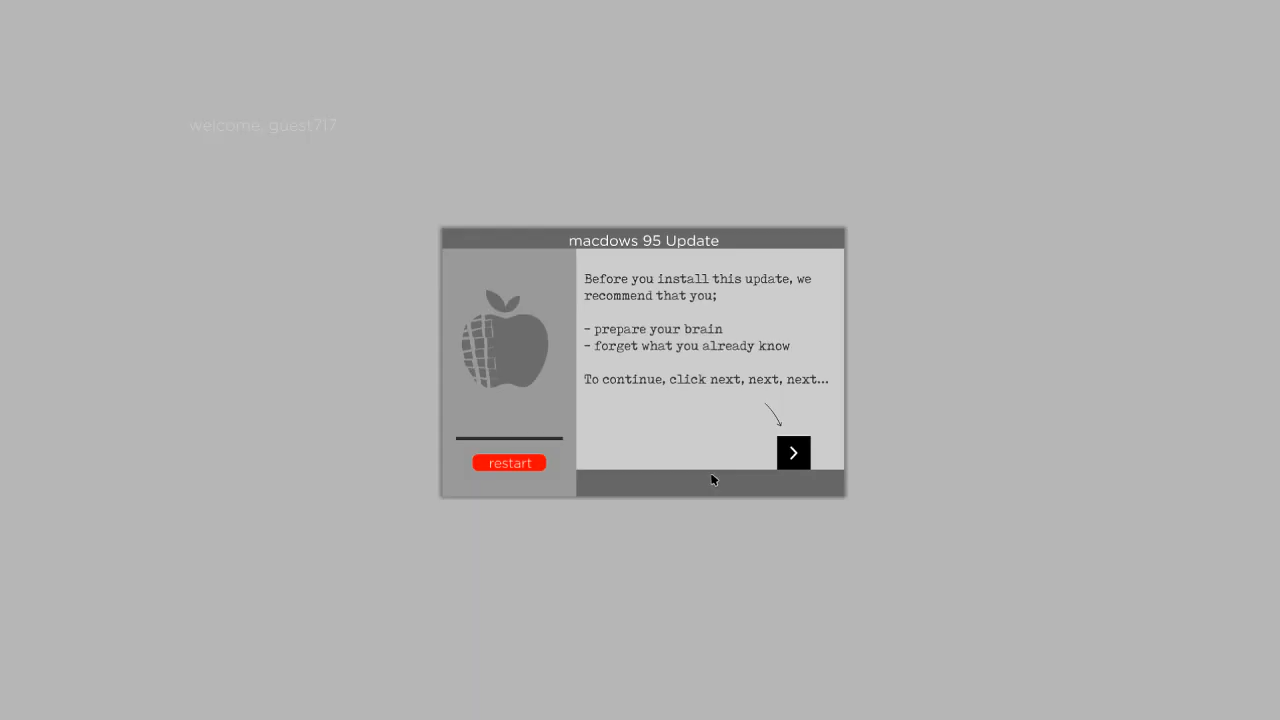 welcome, guest717
macdows 95 Update
Before you install this update, we
recommend that you;
- prepare your brain
- forget what you already know
To continue, click next, next, next...
restart